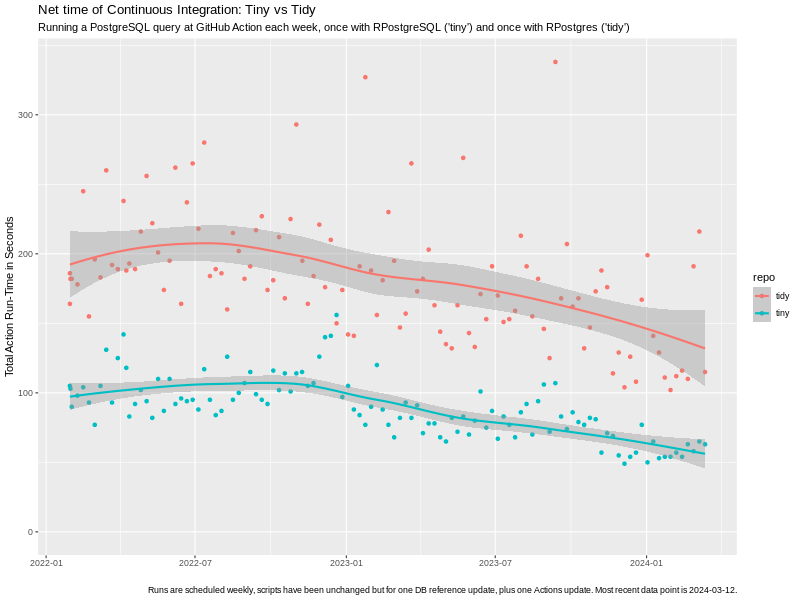 Net time of Continuous Integration: Tiny vs Tidy
Running a PostgreSQL query at GitHub Action each week, once with RPostgreSQL ('tiny') and once with RPostgres ('tidy')
Total Action Run-Time in Seconds
300
200
100
0
2022-01
2022-07
2023-01
2023-07
2024-01
repo
tidy
tiny
Runs are scheduled weekly, scripts have been unchanged but for one DB reference update, plus one Actions update. Most recent data point is 2024-03-12.